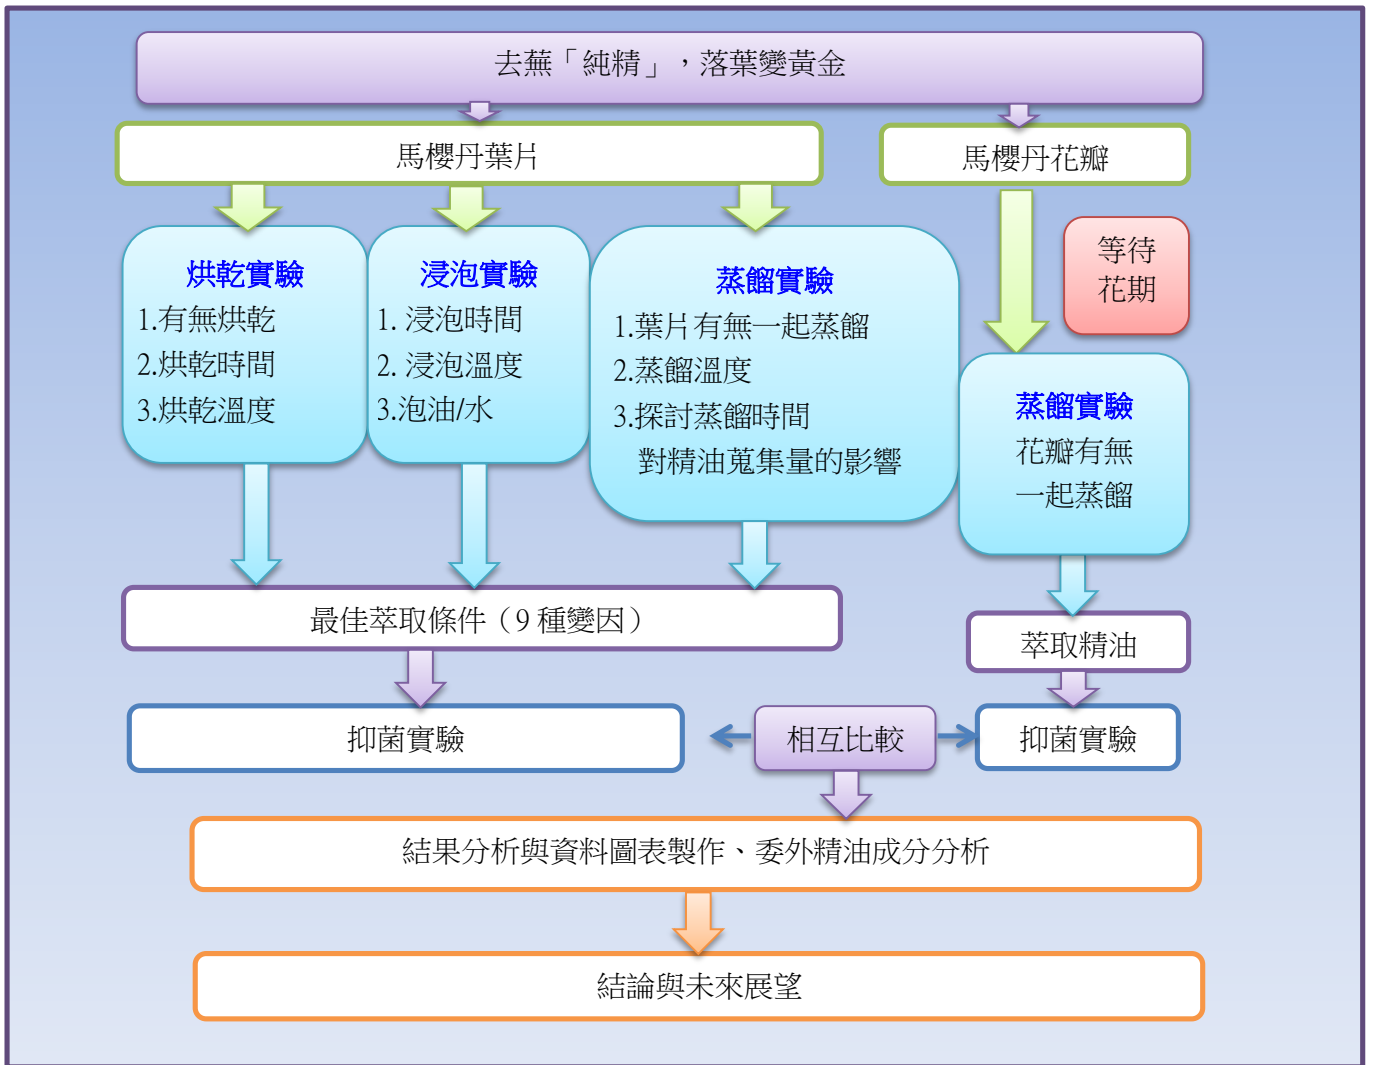 去蕪「純精」，落葉變黃金
馬櫻丹葉片
馬櫻丹花瓣
烘乾實驗
1.有無烘乾
2.烘乾時間
3.烘乾溫度
浸泡實驗
1. 浸泡時間
2. 浸泡溫度
3.泡油/水
蒸餾實驗
1.葉片有無一起蒸餾
2.蒸餾溫度
3.探討蒸餾時間
對精油蒐集量的影響
等待
花期
蒸餾實驗
花瓣有無
一起蒸餾
最佳萃取條件（9 種變因）
萃取精油
抑菌實驗
相互比較
抑菌實驗
結果分析與資料圖表製作、委外精油成分分析
結論與未來展望